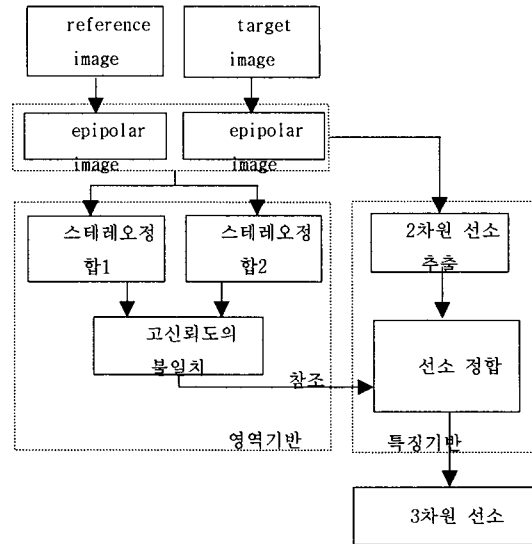 reference
image
target
image
epipolar
image
epipolar
image
스테레오정
합1
스테레오정
합2
2차원 선소
추출
고신뢰도의
불일치
선소 정합
참조
영역기반
특징기반
3차원 선소